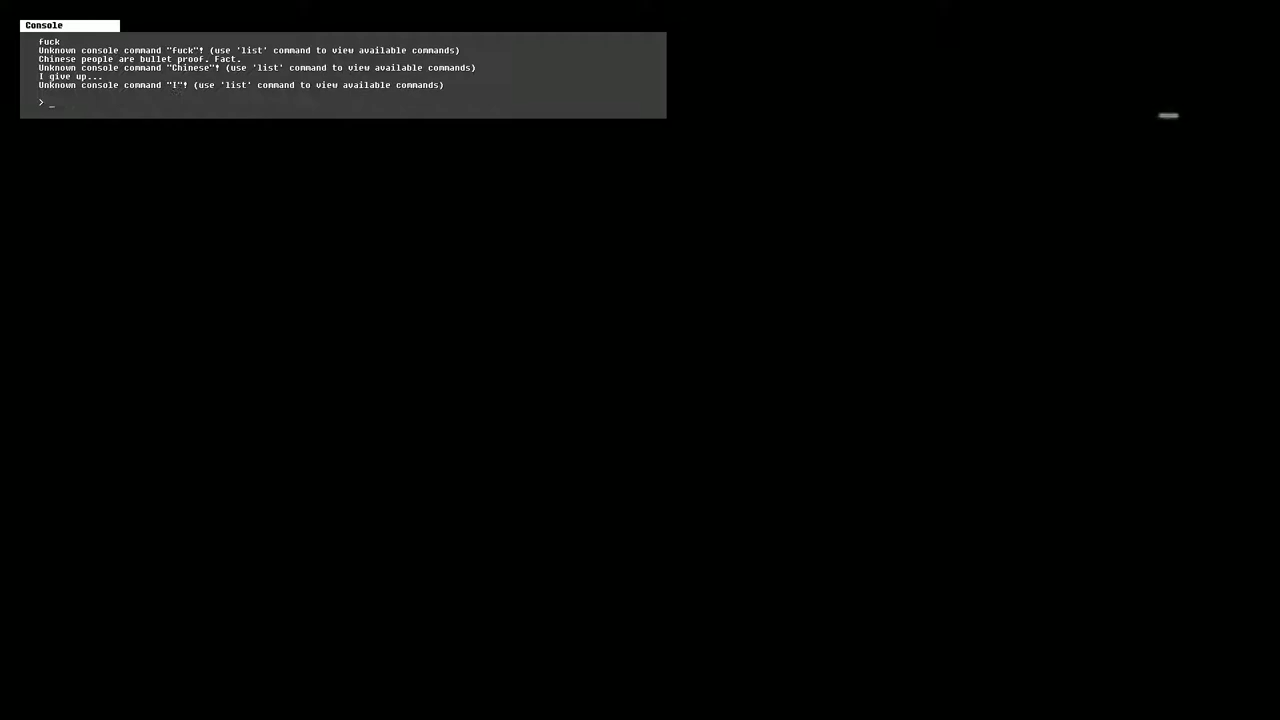 Console
fuck
Unknown console command "fuck"! (use 'list' command to view available commands)
Chinese people are bullet proof. Fact.
Unknown console command "Chinese"! (use 'list' command to view available commands)
I give up...
Unknown console command "I"! (use 'list' command to view available commands)
> _